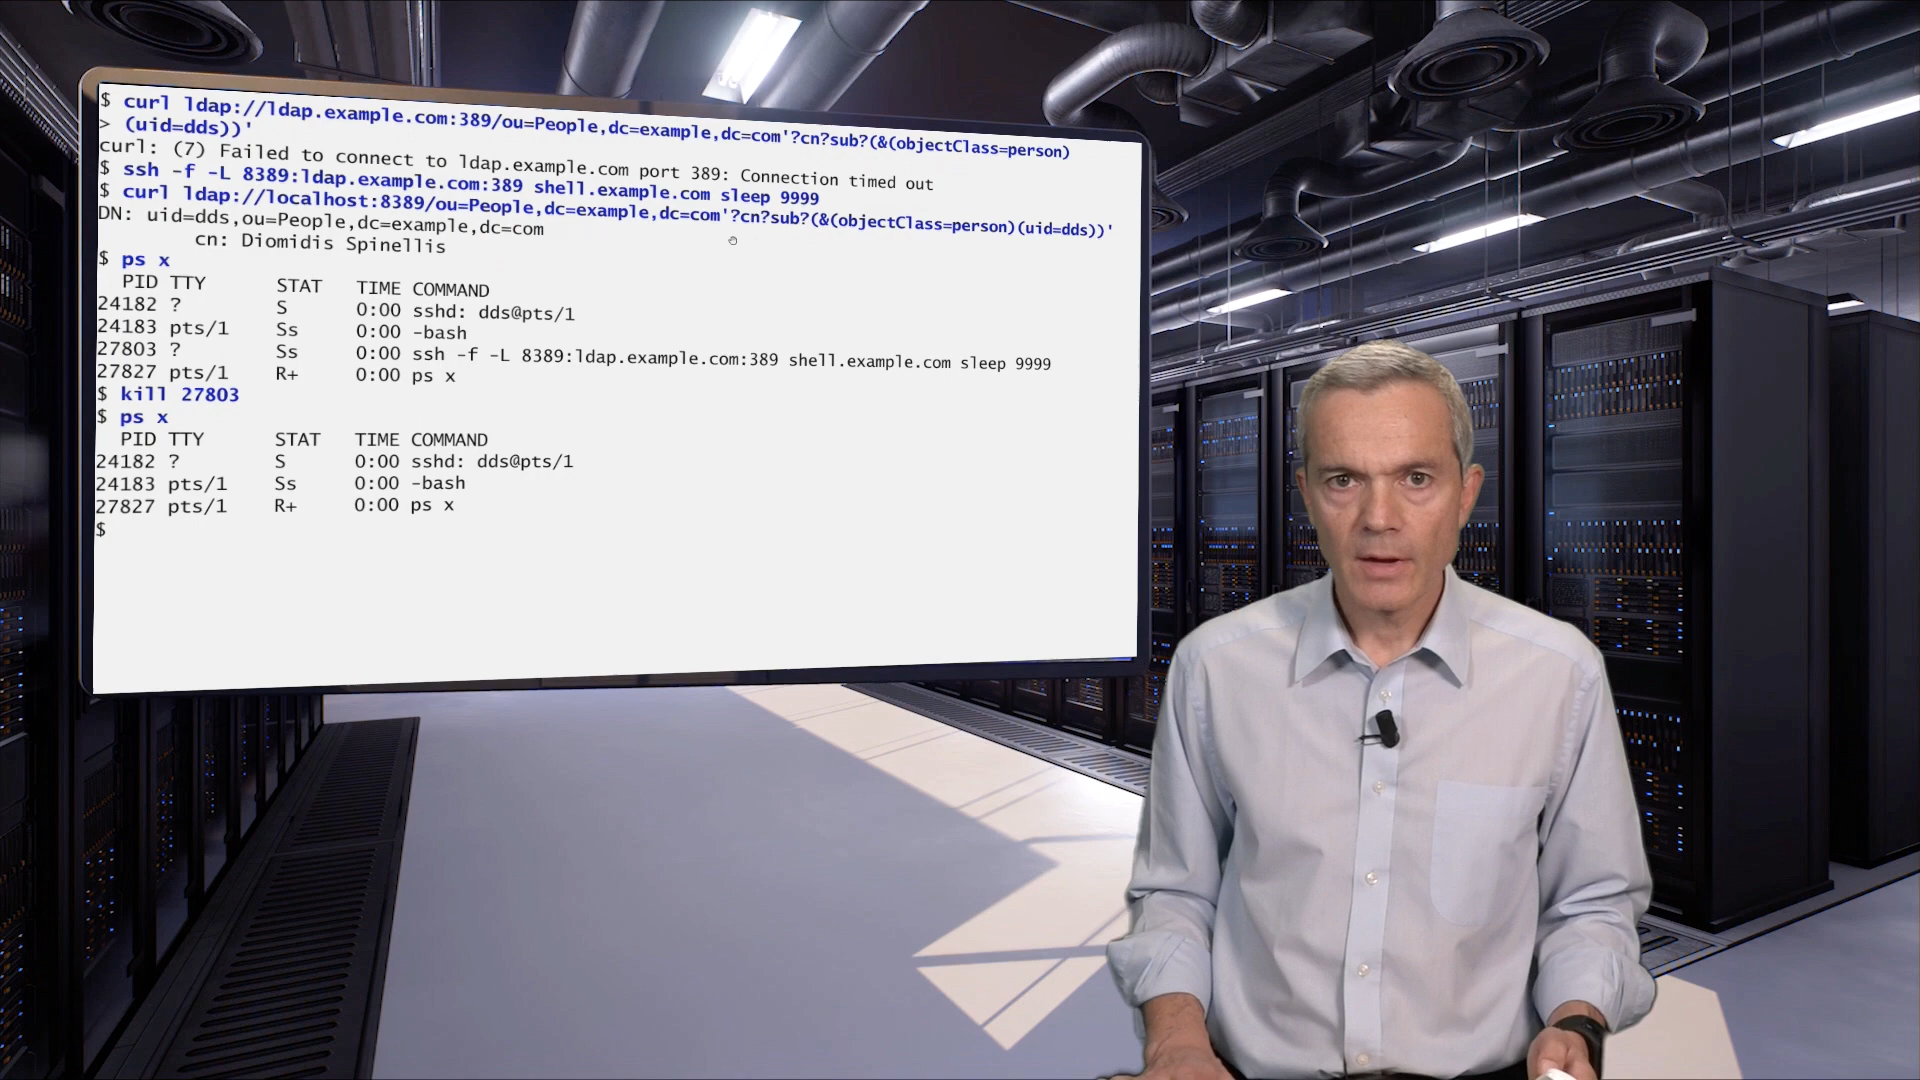 $ curl ldap://ldap.example.com:389/ou=People,dc=example,dc=com'?cn?sub?(&(objectClass=person)
> (uid=dds))'
curl: (7) Failed to connect to ldap.example.com port 389: Connection timed out
$ ssh -f -L 8389:ldap.example.com:389 shell.example.com sleep 9999
$ curl ldap://localhost:8389/ou=People,dc=example,dc=com'?cn?sub?(&(objectClass=person)(uid=dds))'
DN: uid=dds,ou=People,dc=example,dc=com
        cn: Diomidis Spinellis
$ ps x
  PID TTY      STAT   TIME COMMAND
24182 ?        S      0:00 sshd: dds@pts/1
24183 pts/1    Ss     0:00 -bash
27803 ?        Ss     0:00 ssh -f -L 8389:ldap.example.com:389 shell.example.com sleep 9999
27827 pts/1    R+     0:00 ps x
$ kill 27803
$ ps x
  PID TTY      STAT   TIME COMMAND
24182 ?        S      0:00 sshd: dds@pts/1
24183 pts/1    Ss     0:00 -bash
27827 pts/1    R+     0:00 ps x
$